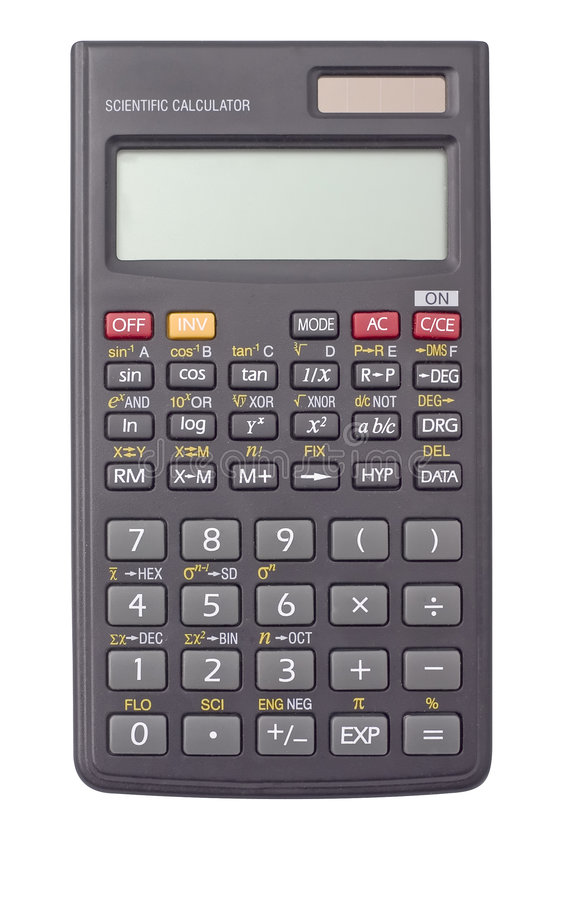 SCIENTIFIC CALCULATOR
ON
OFF INV MODE AC C/CE
sin⁻¹ A cos⁻¹ B tan⁻¹ C ∛ D P→R E →DMS F
sin cos tan 1/X R→P →DEG
eˣ AND 10ˣ OR ʸ√x XOR √ XNOR d/c NOT DEG→
ln log Yˣ X² a b/c DRG
X⇄Y X⇄M n! FIX DEL
RM X→M M+ → HYP DATA
dreamstime
7 8 9 ( )
x̄ →HEX σⁿ⁻¹ →SD σⁿ
4 5 6 × ÷
Σx →DEC Σx² →BIN n →OCT
1 2 3 + −
FLO SCI ENG NEG π %
0 · +/− EXP =